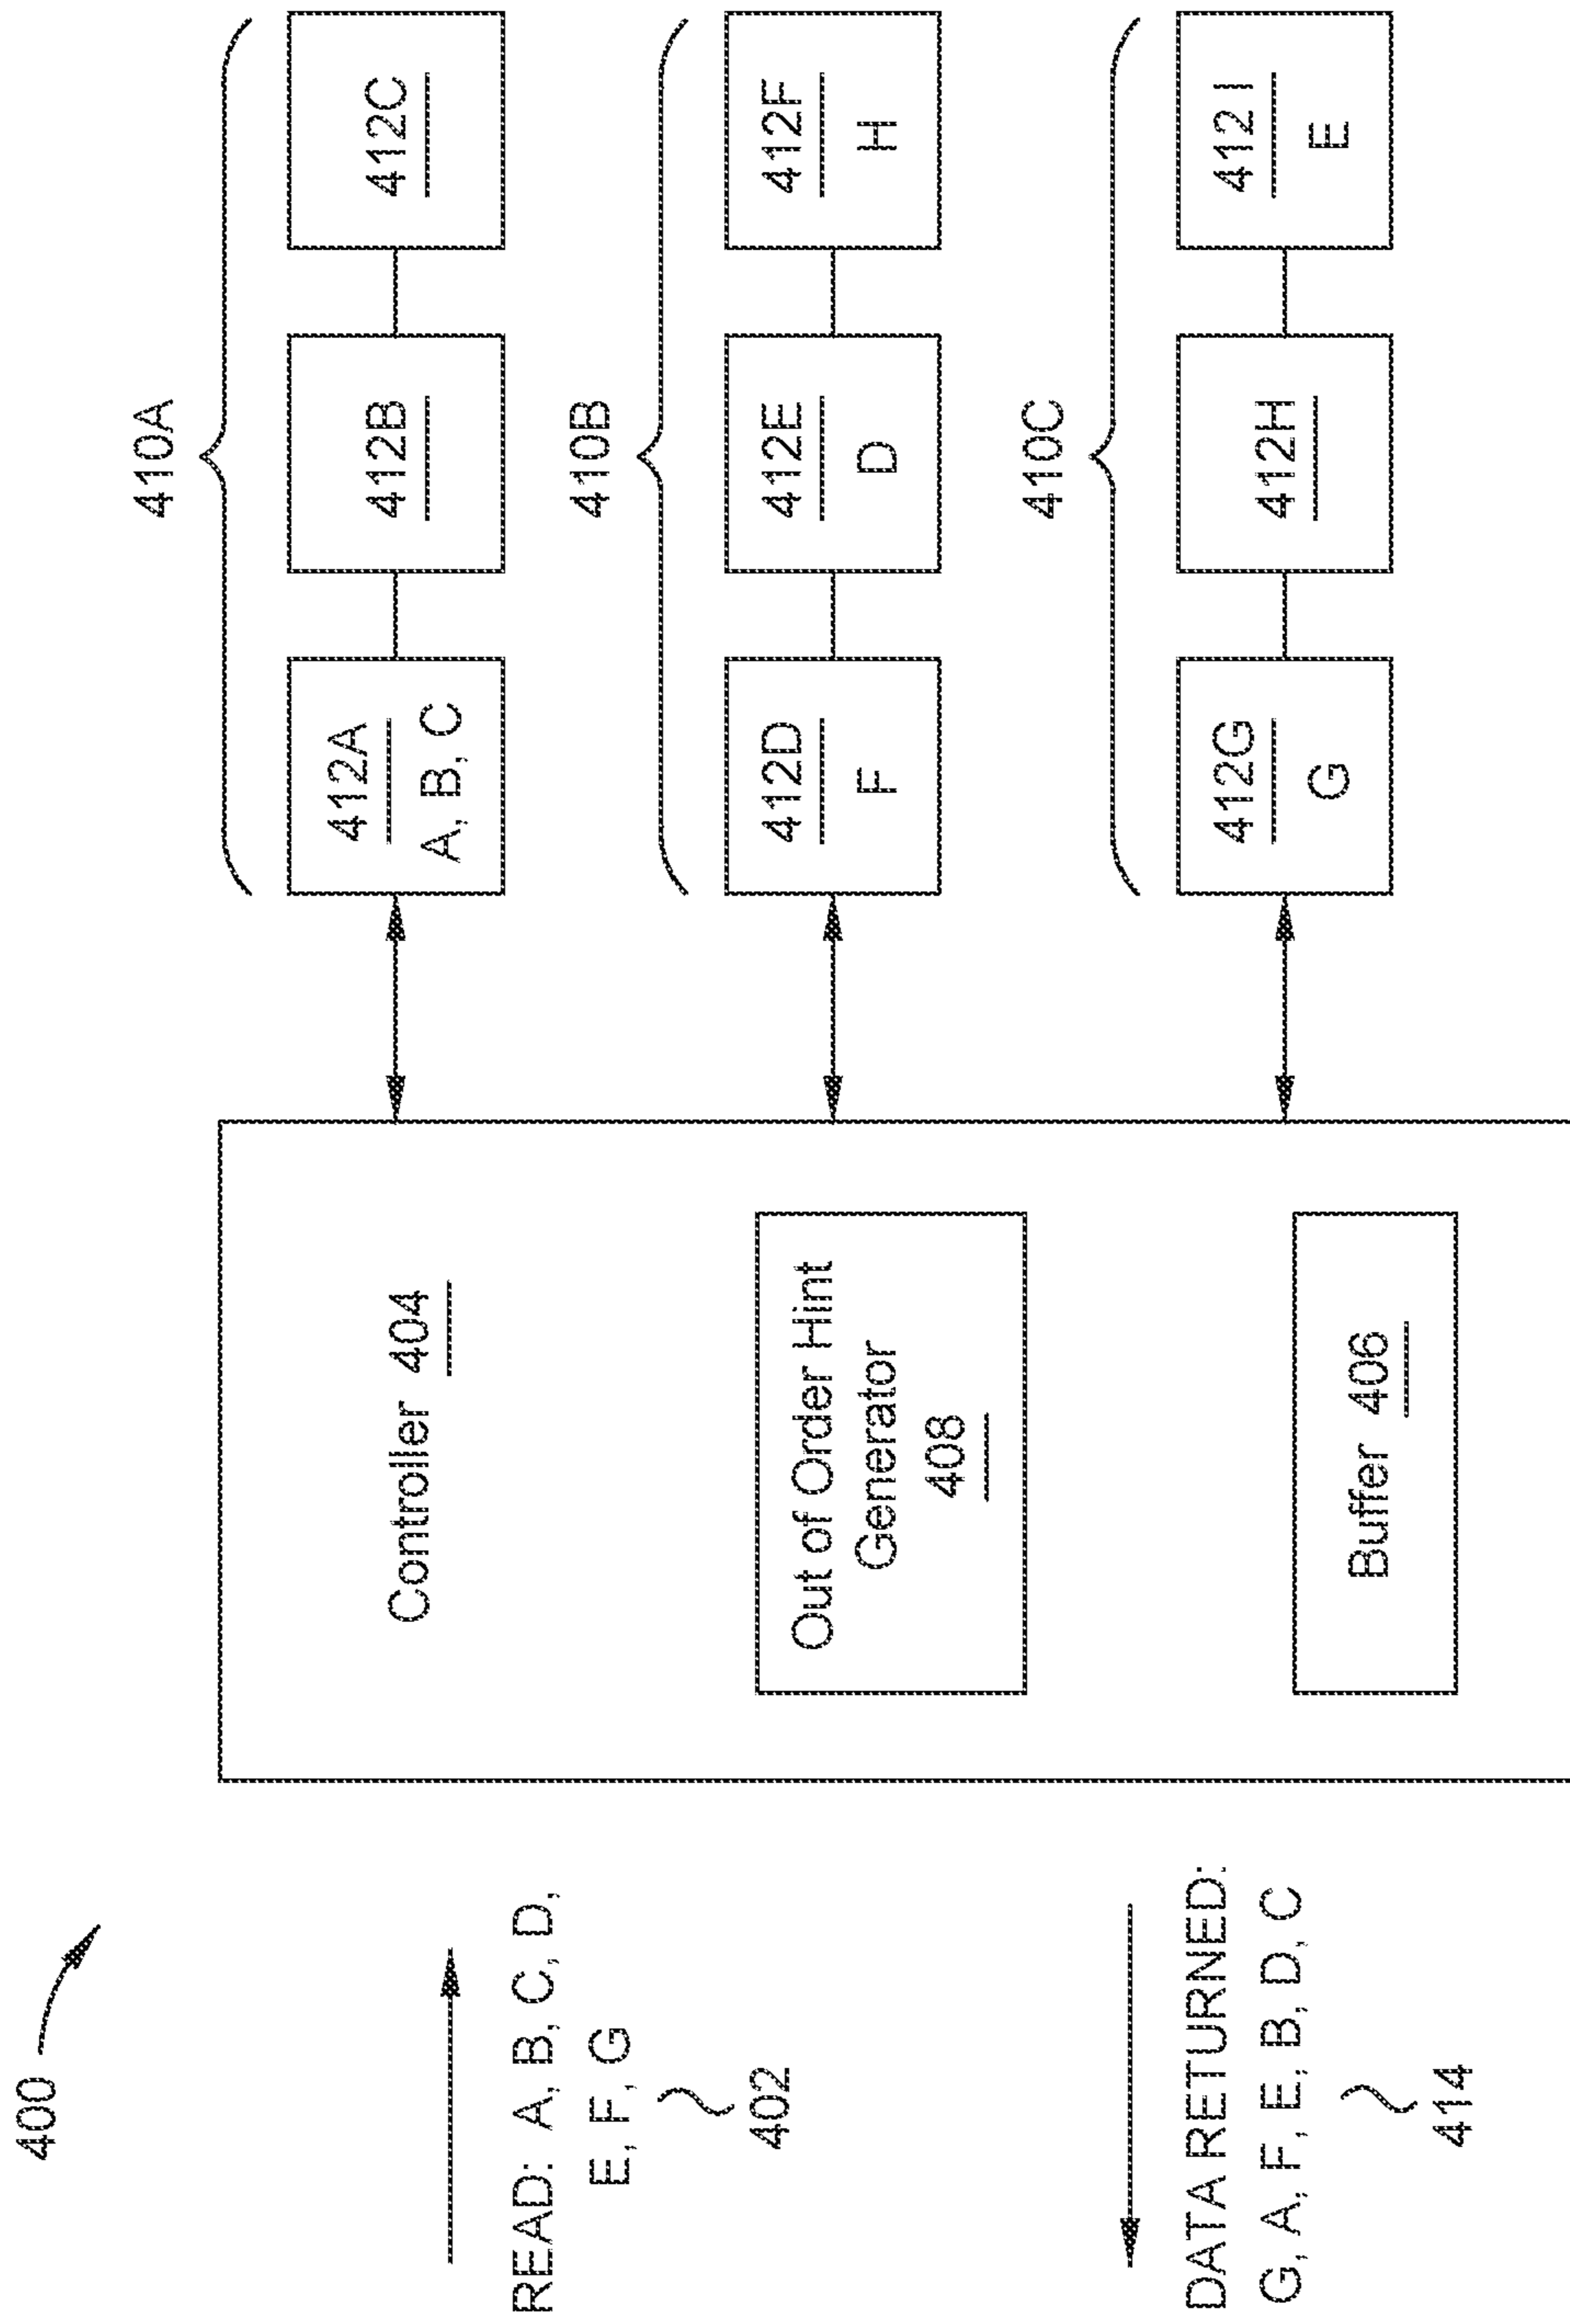 400
READ: A, B, C, D,
E, F, G
402
DATA RETURNED:
G, A, F, E, B, D, C
414
Controller 404
Out of Order Hint
Generator
408
Buffer 406
410A
412A
A, B, C
412B
412C
410B
412D
F
412E
D
412F
H
410C
412G
G
412H
412 I
E